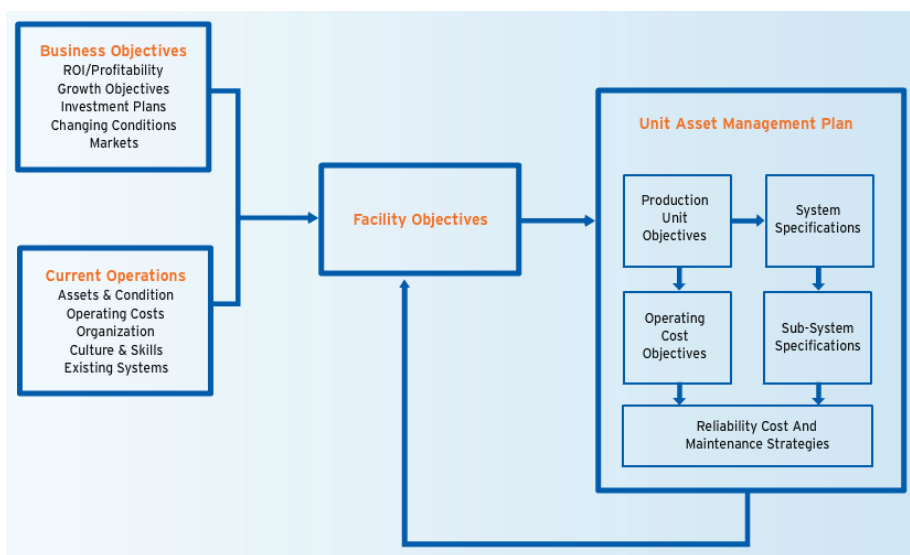 Business Objectives
ROI/Profitability
Growth Objectives
Investment Plans
Changing Conditions
Markets
Current Operations
Assets & Condition
Operating Costs
Organization
Culture & Skills
Existing Systems
Facility Objectives
Unit Asset Management Plan
Production
Unit
Objectives
System
Specifications
Operating
Cost
Objectives
Sub-System
Specifications
Reliability Cost And
Maintenance Strategies